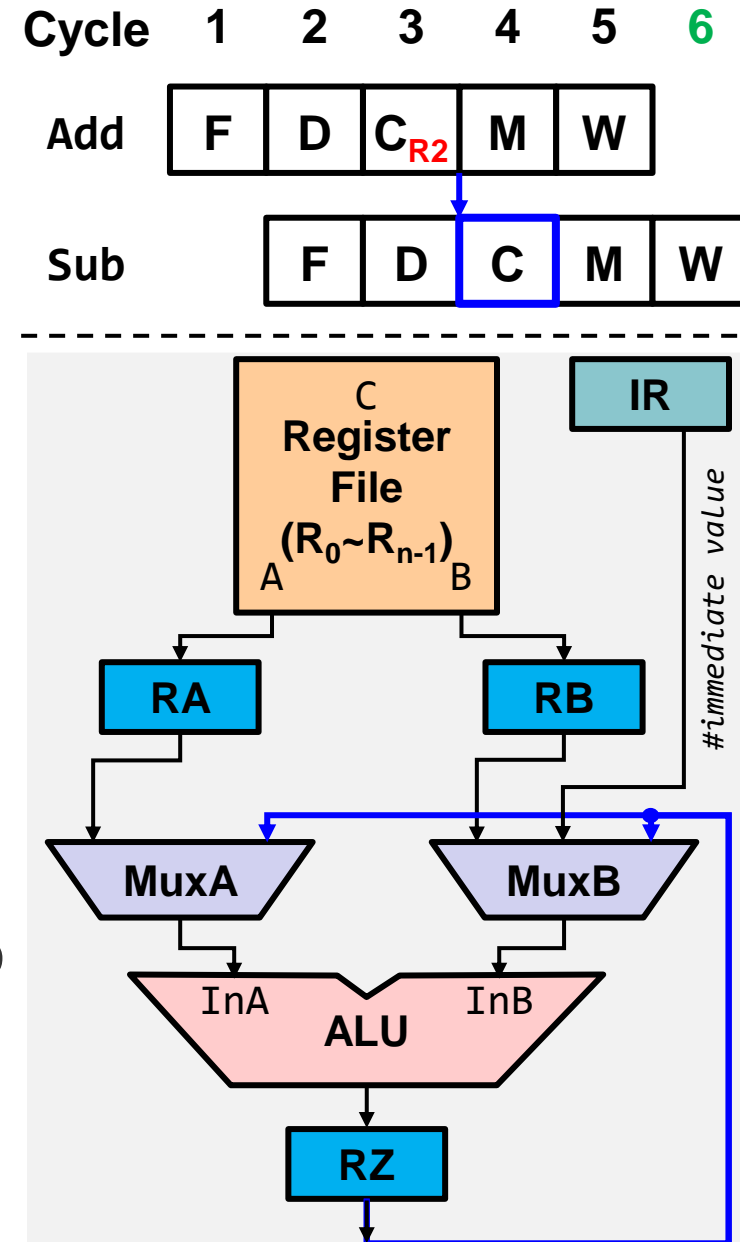 Cycle 1 2 3 4 5 6
Add F D CR2 M W
Sub F D C M W
C
Register
File
(R0~Rn-1)
A B
IR
#immediate value
RA RB
MuxA MuxB
)
InA InB
ALU
RZ